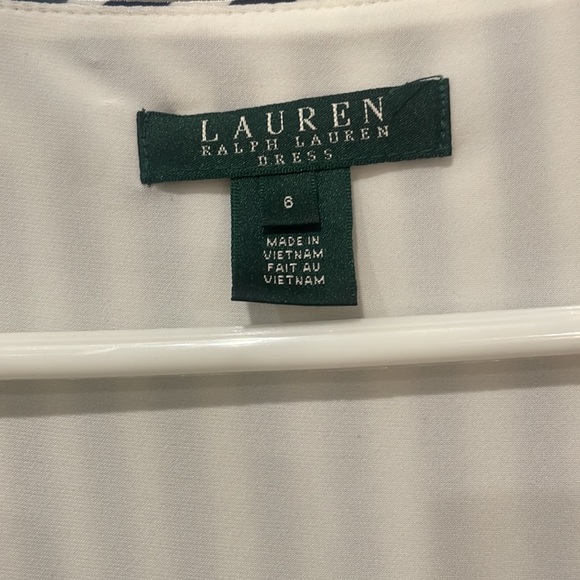 LAUREN
RALPH LAUREN
DRESS
6
MADE IN
VIETNAM
FAIT AU
VIETNAM